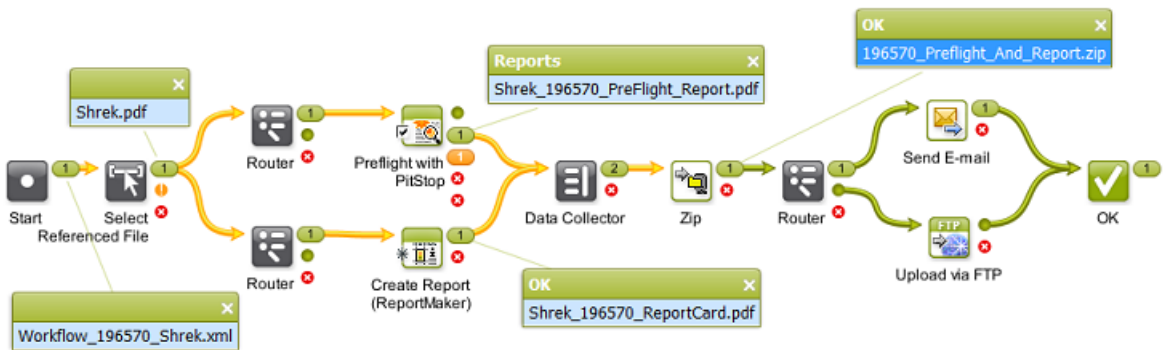 OK
196570_Preflight_And_Report.zip
Reports
Shrek_196570_PreFlight_Report.pdf
Shrek.pdf
1
1
Router
1
Preflight with
PitStop
1
1
Start
1
Select
Referenced File
1
Data Collector
2
Zip
1
Router
1
Send E-mail
1
FTP
Upload via FTP
OK
1
Router
1
Create Report
(ReportMaker)
1
OK
Shrek_196570_ReportCard.pdf
Workflow_196570_Shrek.xml